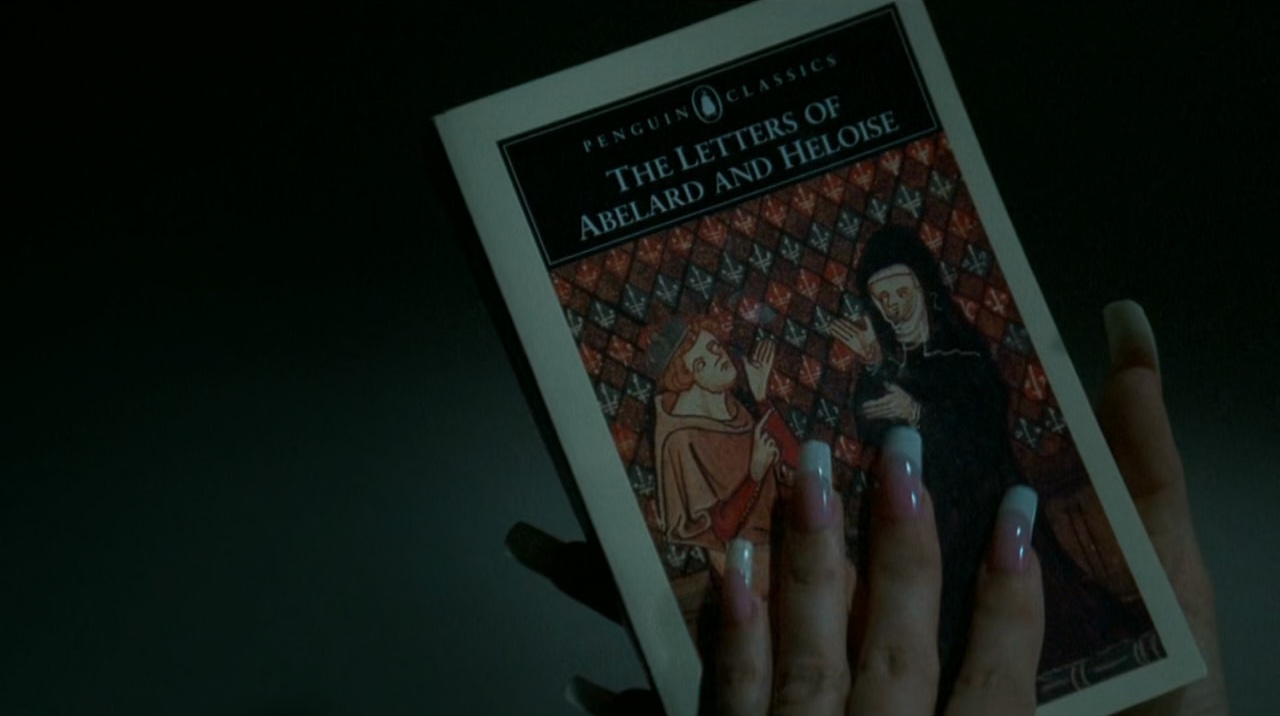 PENGUIN CLASSICS
THE LETTERS OF
ABELARD AND HELOISE